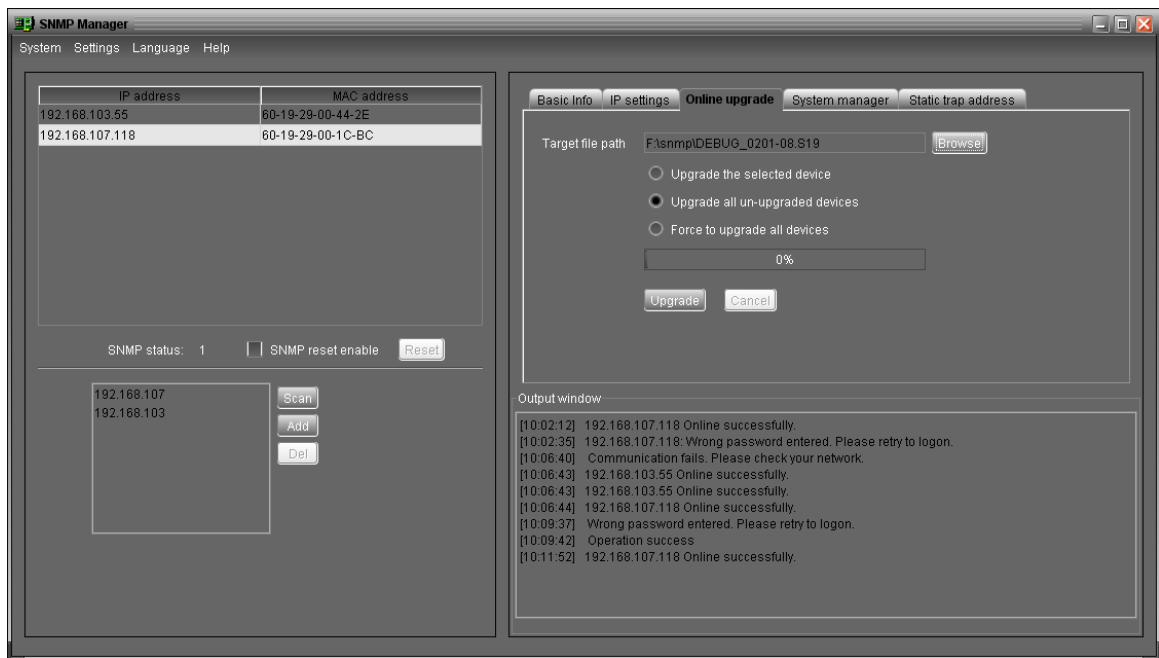 SNMP Manager
System Settings Language Help
IP address MAC address
192.168.103.55 60-19-29-00-44-2E
192.168.107.118 60-19-29-00-1C-BC
SNMP status: 1 SNMP reset enable Reset
192.168.107
192.168.103
Scan
Add
Del
Basic Info IP settings Online upgrade System manager Static trap address
Target file path F:\snmp\DEBUG_0201-08.S19 Browse
Upgrade the selected device
Upgrade all un-upgraded devices
Force to upgrade all devices
0%
Upgrade Cancel
Output window
[10:02:12] 192.168.107.118 Online successfully.
[10:02:35] 192.168.107.118: Wrong password entered. Please retry to logon.
[10:06:40] Communication fails. Please check your network.
[10:06:43] 192.168.103.55 Online successfully.
[10:06:43] 192.168.103.55 Online successfully.
[10:06:44] 192.168.107.118 Online successfully.
[10:09:37] Wrong password entered. Please retry to logon.
[10:09:42] Operation success
[10:11:52] 192.168.107.118 Online successfully.